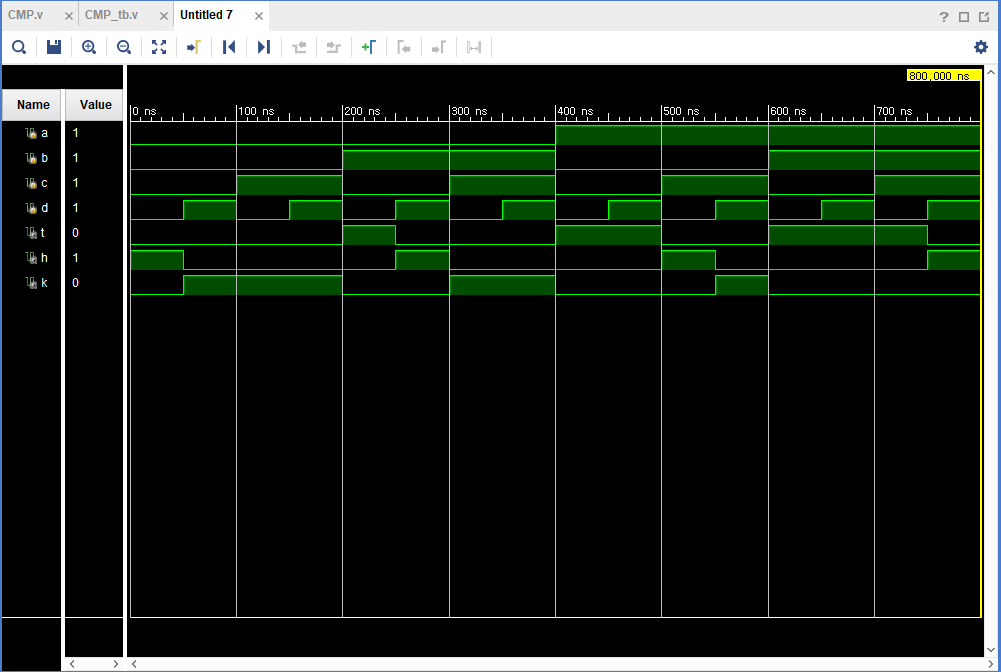 CMP.v CMP_tb.v Untitled 7
800,000 ns
Name Value 0 ns 100 ns 200 ns 300 ns 400 ns 500 ns 600 ns 700 ns
a 1
b 1
c 1
d 1
t 0
h 1
k 0